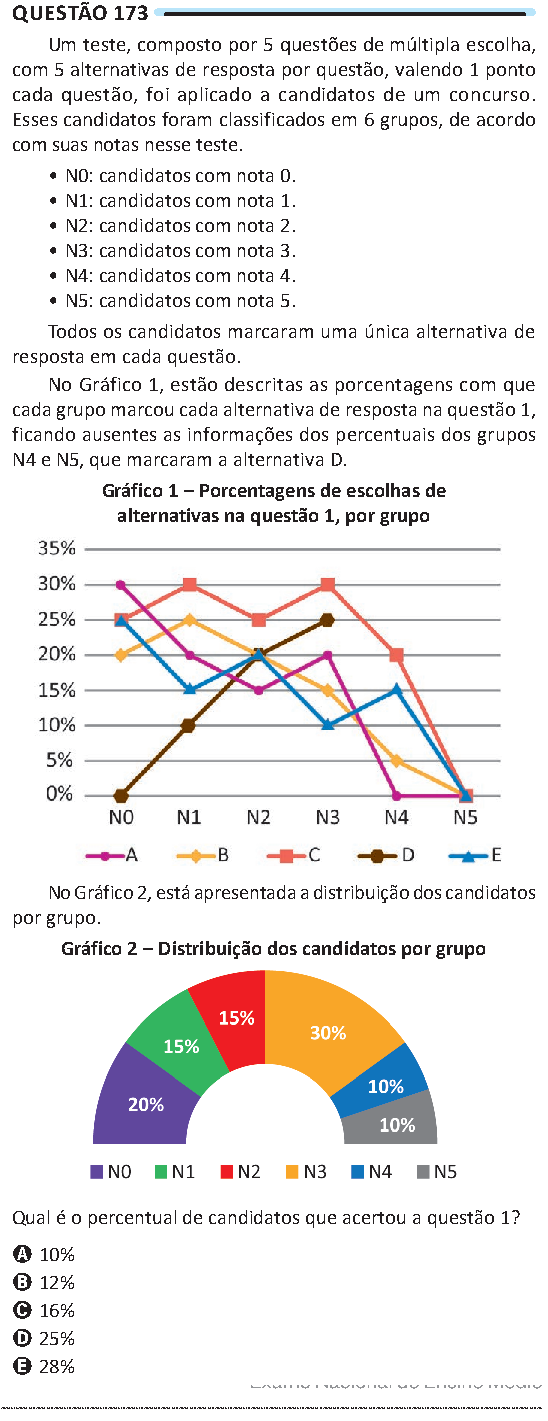 QUESTÃO 173
Um teste, composto por 5 questões de múltipla escolha,
com 5 alternativas de resposta por questão, valendo 1 ponto
cada questão, foi aplicado a candidatos de um concurso.
Esses candidatos foram classificados em 6 grupos, de acordo
com suas notas nesse teste.
• N0: candidatos com nota 0.
• N1: candidatos com nota 1.
• N2: candidatos com nota 2.
• N3: candidatos com nota 3.
• N4: candidatos com nota 4.
• N5: candidatos com nota 5.
Todos os candidatos marcaram uma única alternativa de
resposta em cada questão.
No Gráfico 1, estão descritas as porcentagens com que
cada grupo marcou cada alternativa de resposta na questão 1,
ficando ausentes as informações dos percentuais dos grupos
N4 e N5, que marcaram a alternativa D.
Gráfico 1 – Porcentagens de escolhas de
alternativas na questão 1, por grupo
35%
30%
25%
20%
15%
10%
5%
0%
N0 N1 N2 N3 N4 N5
A B C D E
No Gráfico 2, está apresentada a distribuição dos candidatos
por grupo.
Gráfico 2 – Distribuição dos candidatos por grupo
20%
15%
15%
30%
10%
10%
N0 N1 N2 N3 N4 N5
Qual é o percentual de candidatos que acertou a questão 1?
A 10%
B 12%
C 16%
D 25%
E 28%